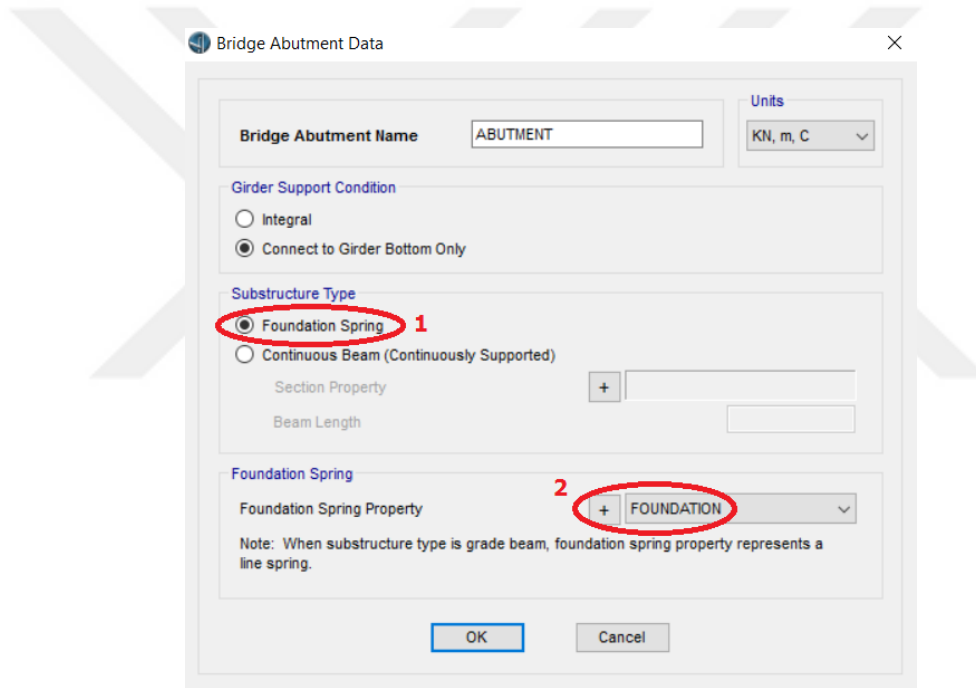 Bridge Abutment Data
Units
Bridge Abutment Name ABUTMENT KN, m, C
Girder Support Condition
Integral
Connect to Girder Bottom Only
Substructure Type
Foundation Spring 1
Continuous Beam (Continuously Supported)
Section Property +
Beam Length
Foundation Spring
2
Foundation Spring Property + FOUNDATION
Note: When substructure type is grade beam, foundation spring property represents a
line spring.
OK Cancel